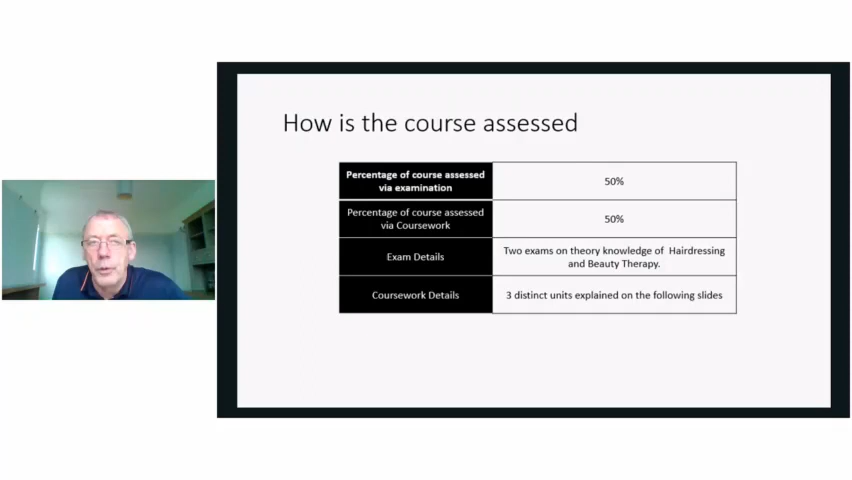 How is the course assessed
Percentage of course assessed
via examination
50%
Percentage of course assessed
via Coursework
50%
Exam Details
Two exams on theory knowledge of Hairdressing
and Beauty Therapy.
Coursework Details
3 distinct units explained on the following slides